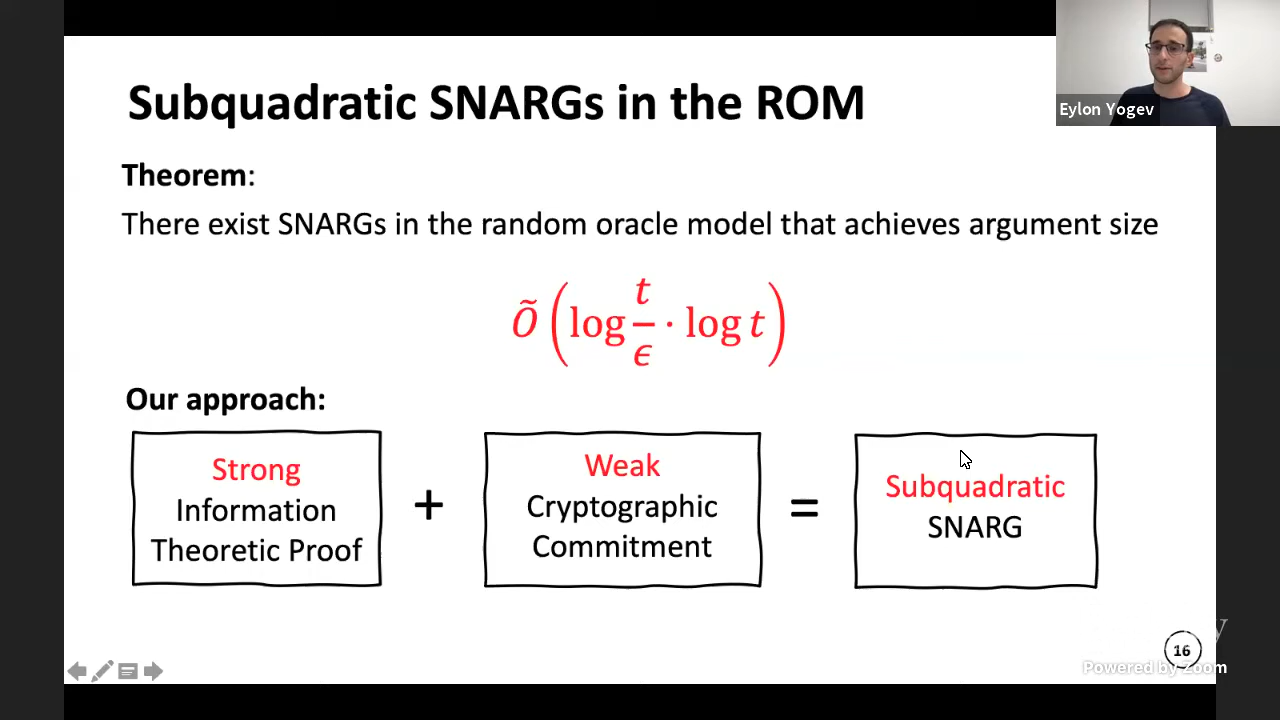 Subquadratic SNARGs in the ROM
Eylon Yogev
Theorem:
There exist SNARGs in the random oracle model that achieves argument size
Õ(log t/ϵ · log t)
Our approach:
Strong
Information
Theoretic Proof
+
Weak
Cryptographic
Commitment
=
Subquadratic
SNARG
16
Powered by Zoom